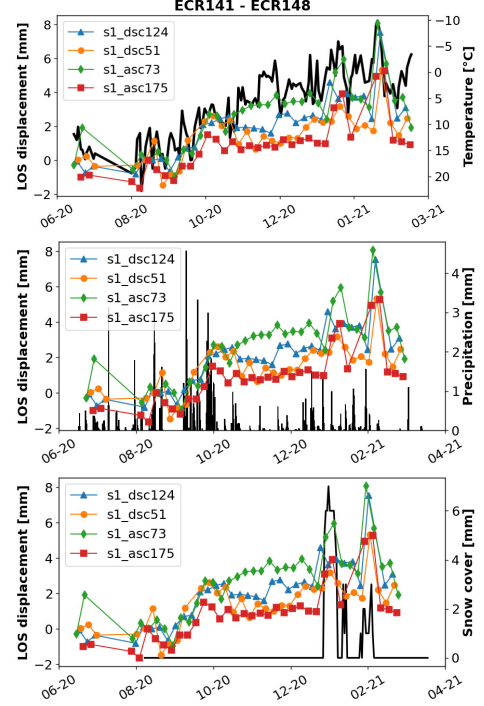 ECR141 - ECR148
LOS displacement [mm]
8
6
4
2
0
−2
s1_dsc124
s1_dsc51
s1_asc73
s1_asc175
−10
−5
0
5
10
15
20
Temperature [°C]
06-20
08-20
10-20
12-20
01-21
03-21
LOS displacement [mm]
8
6
4
2
0
−2
s1_dsc124
s1_dsc51
s1_asc73
s1_asc175
4
3
2
1
0
Precipitation [mm]
06-20
08-20
10-20
12-20
02-21
04-21
LOS displacement [mm]
8
6
4
2
0
−2
s1_dsc124
s1_dsc51
s1_asc73
s1_asc175
6
4
2
0
Snow cover [mm]
06-20
08-20
10-20
12-20
02-21
04-21